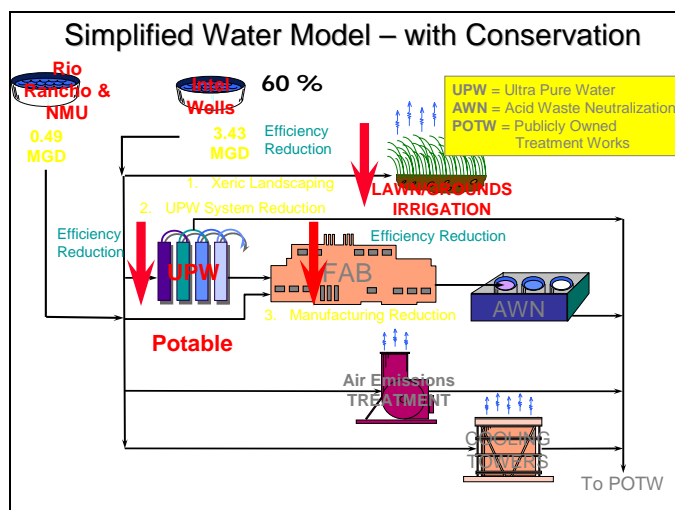 Simplified Water Model – with Conservation
Rio
Rancho &
NMU
Intel
Wells
60 %
UPW = Ultra Pure Water
AWN = Acid Waste Neutralization
POTW = Publicly Owned
Treatment Works
0.49
MGD
3.43
MGD
Efficiency
Reduction
1. Xeric Landscaping
LAWN/GROUNDS
IRRIGATION
2. UPW System Reduction
Efficiency
Reduction
Efficiency Reduction
UPW
FAB
AWN
3. Manufacturing Reduction
Potable
Air Emissions
TREATMENT
COOLING
TOWERS
To POTW